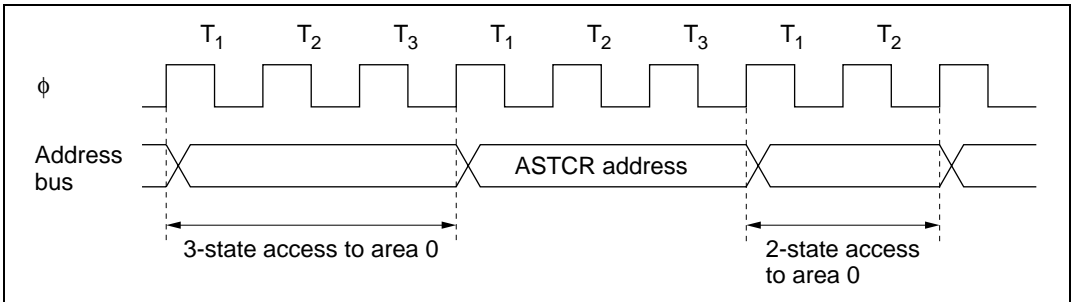 T1 T2 T3 T1 T2 T3 T1 T2
ϕ
Address
bus
ASTCR address
3-state access to area 0
2-state access
to area 0